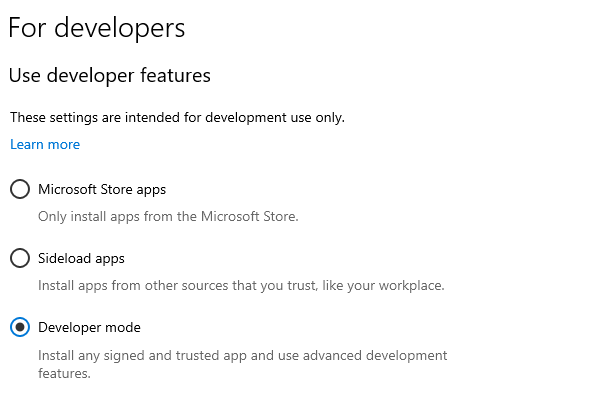 For developers
Use developer features
These settings are intended for development use only.
Learn more
Microsoft Store apps
Only install apps from the Microsoft Store.
Sideload apps
Install apps from other sources that you trust, like your workplace.
Developer mode
Install any signed and trusted app and use advanced development
features.